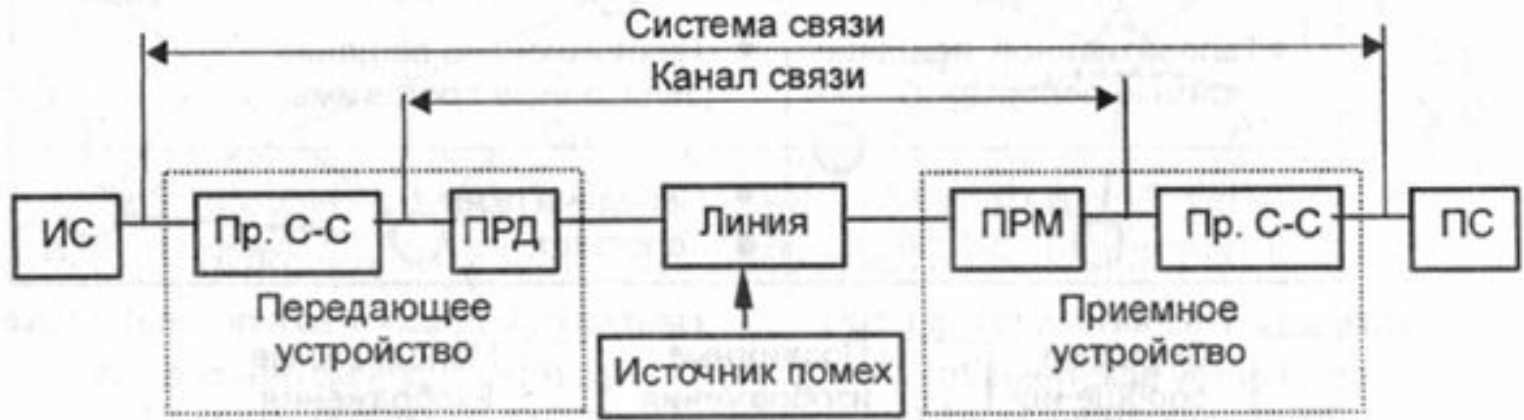 Система связи
Канал связи
ИС
Пр. С-С
ПРД
Линия
ПРМ
Пр. С-С
ПС
Передающее
устройство
Источник помех
Приемное
устройство